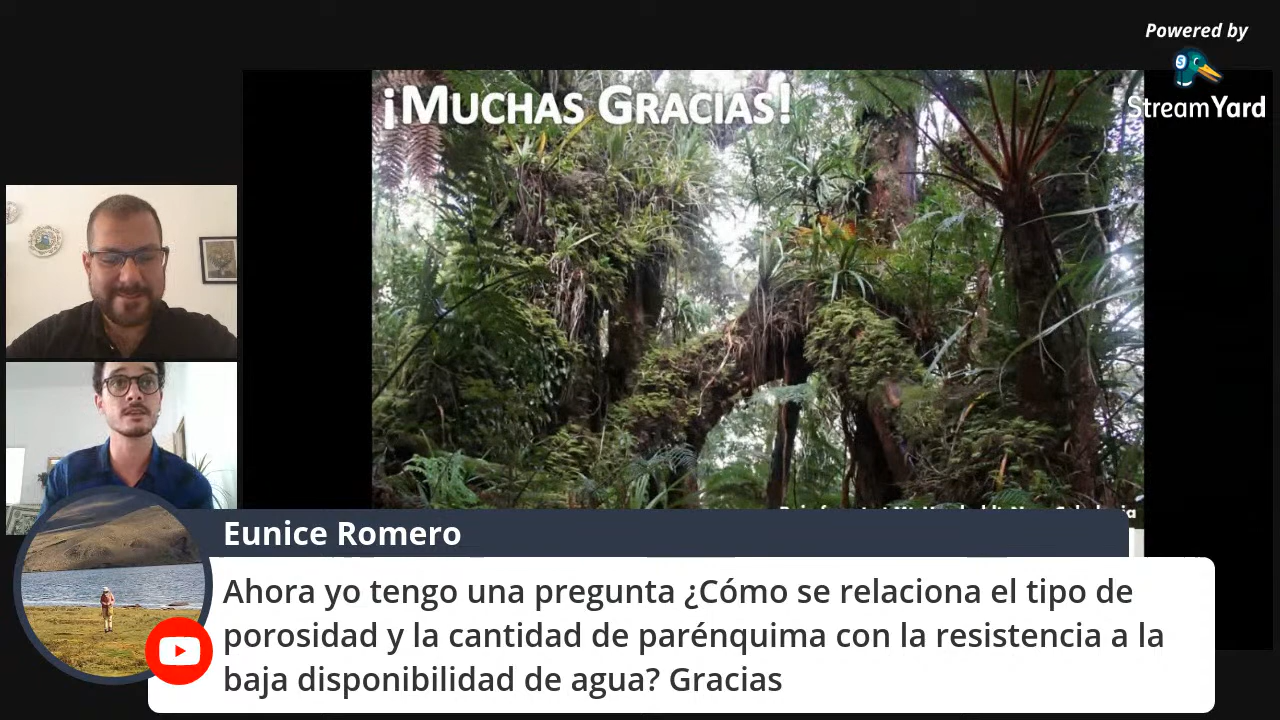 Powered by
StreamYard
¡MUCHAS GRACIAS!
Eunice Romero
Ahora yo tengo una pregunta ¿Cómo se relaciona el tipo de
porosidad y la cantidad de parénquima con la resistencia a la
baja disponibilidad de agua? Gracias